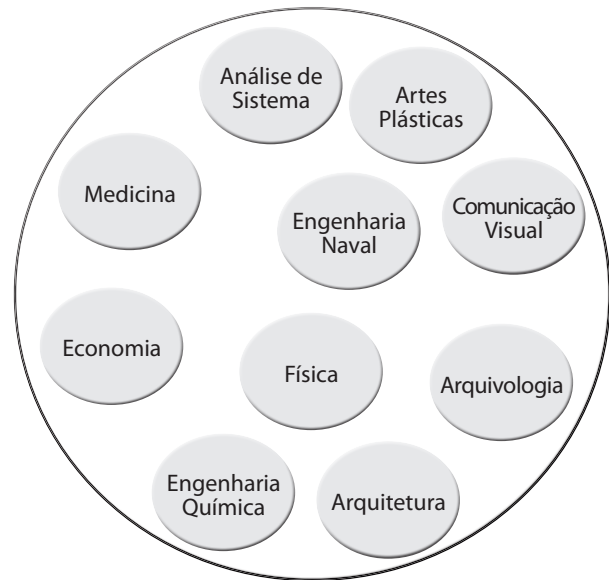 Análise de
Sistema
Artes
Plásticas
Medicina
Engenharia
Naval
Comunicação
Visual
Economia
Física
Arquivologia
Engenharia
Química
Arquitetura